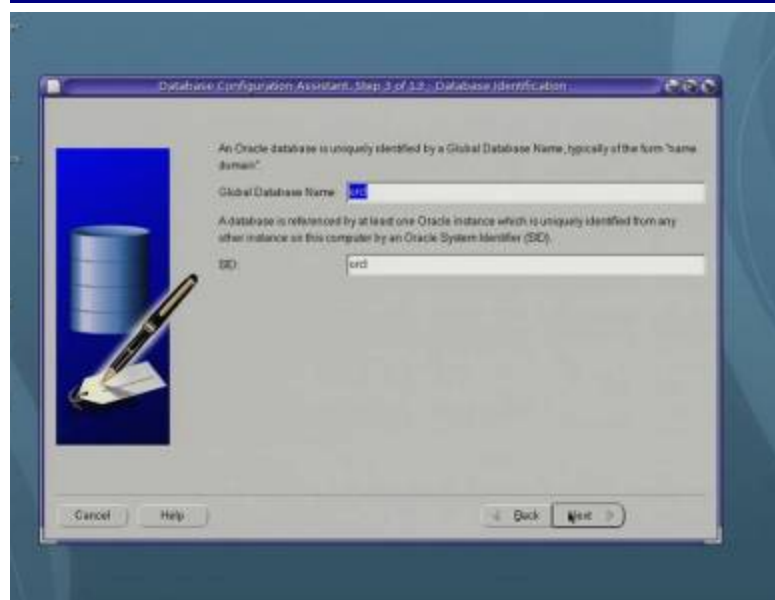 Database Configuration Assistant, Step 3 of 13 : Database Identification
An Oracle database is uniquely identified by a Global Database Name, typically of the form "name
domain".
Global Database Name: orcl
A database is referenced by at least one Oracle instance which is uniquely identified from any
other instance on this computer by an Oracle System Identifier (SID).
SID: orcl
Cancel Help Back Next